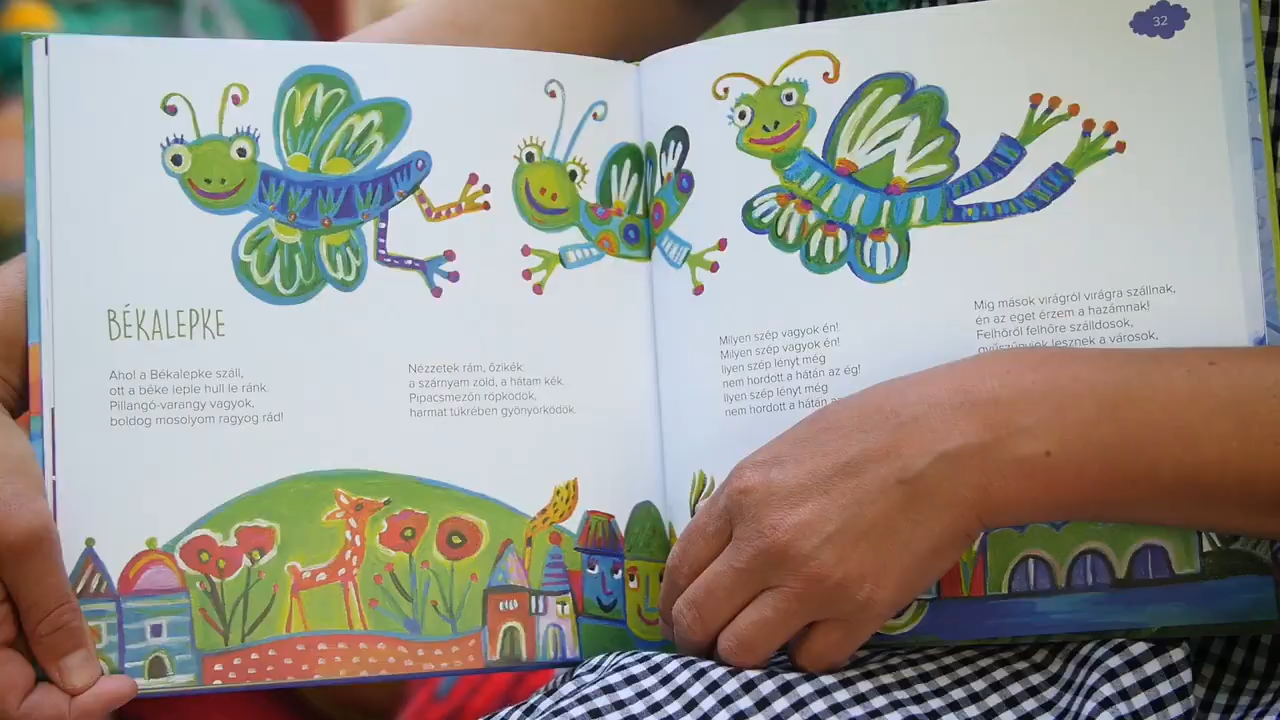 32
BÉKALEPKE
Ahol a Békalepke száll,
ott a béke leple hull le ránk.
Pillangó-varangy vagyok,
boldog mosolyom ragyog rád!
Nézzetek rám, őzikék:
a szárnyam zöld, a hátam kék.
Pipacsmezőn röpködök,
harmat tükrében gyönyörködök.
Milyen szép vagyok én!
Milyen szép vagyok én!
Ilyen szép lényt még
nem hordott a hátán az ég!
Ilyen szép lényt még
nem hordott a hátán
Míg mások virágról virágra szállnak,
én az eget érzem a hazámnak!
Felhőről felhőre szálldosok,
gyűszűnyiek lesznek a városok,